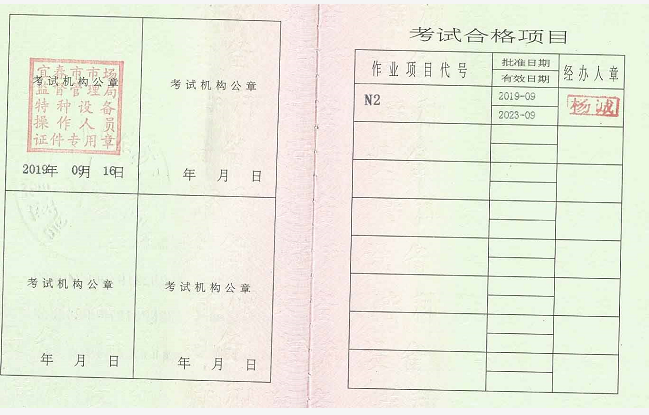 宜春市市场
监督管理局
特种设备
操作人员
证件专用章
考试机构公章
2019年 09月 16日
考试机构公章
年 月 日
考试机构公章
年 月 日
考试机构公章
年 月 日
考试合格项目
作业项目代号
批准日期
有效日期
经办人章
N2
2019-09
2023-09
杨诚